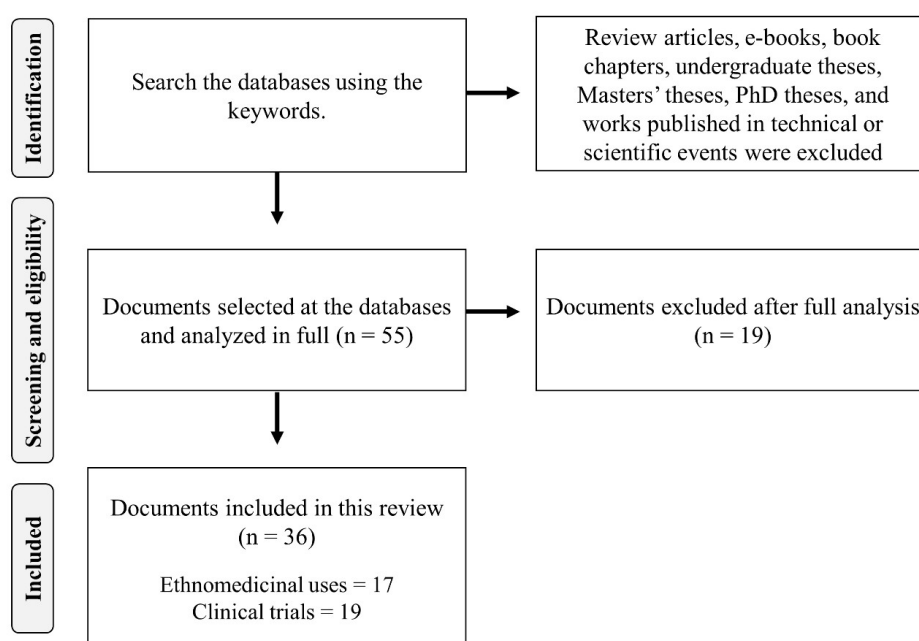 Identification
Search the databases using the
keywords.
Review articles, e-books, book
chapters, undergraduate theses,
Masters’ theses, PhD theses, and
works published in technical or
scientific events were excluded
Screening and eligibility
Documents selected at the databases
and analyzed in full (n = 55)
Documents excluded after full analysis
(n = 19)
Included
Documents included in this review
(n = 36)
Ethnomedicinal uses = 17
Clinical trials = 19